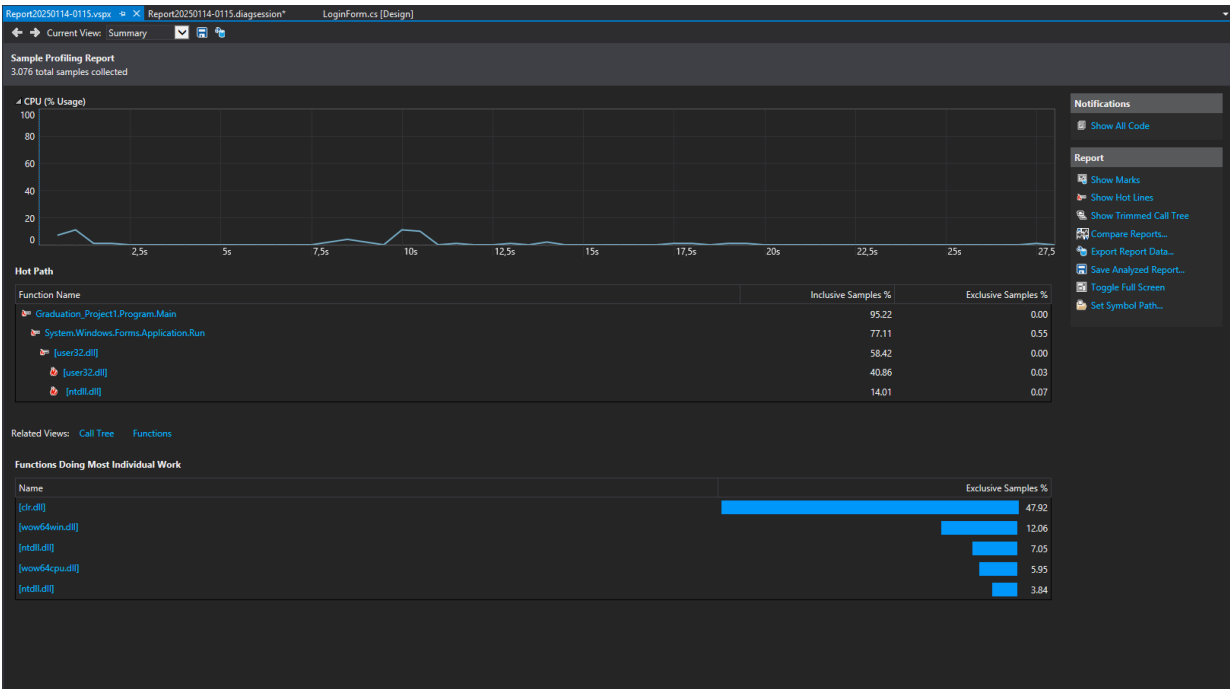 Report20250114-0115.vspx Report20250114-0115.diagsession* LoginForm.cs [Design]
Current View: Summary
Sample Profiling Report
3.076 total samples collected
CPU (% Usage)
100
80
60
40
20
0
2,5s 5s 7,5s 10s 12,5s 15s 17,5s 20s 22,5s 25s 27,5
Hot Path
Function Name Inclusive Samples % Exclusive Samples %
Graduation_Project1.Program.Main 95.22 0.00
System.Windows.Forms.Application.Run 77.11 0.55
[user32.dll] 58.42 0.00
[user32.dll] 40.86 0.03
[ntdll.dll] 14.01 0.07
Related Views: Call Tree Functions
Functions Doing Most Individual Work
Name Exclusive Samples %
[clr.dll] 47.92
[wow64win.dll] 12.06
[ntdll.dll] 7.05
[wow64cpu.dll] 5.95
[ntdll.dll] 3.84
Notifications
Show All Code
Report
Show Marks
Show Hot Lines
Show Trimmed Call Tree
Compare Reports...
Export Report Data...
Save Analyzed Report...
Toggle Full Screen
Set Symbol Path...